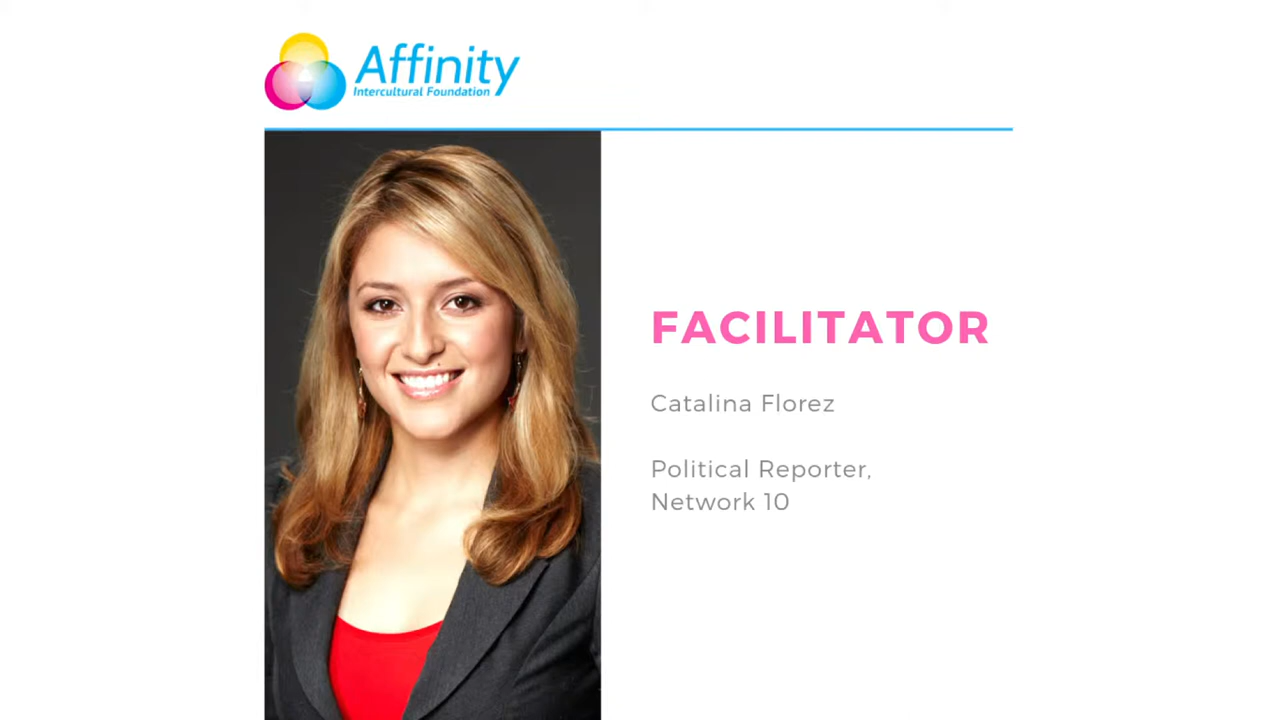 Affinity
Intercultural Foundation
FACILITATOR
Catalina Florez
Political Reporter,
Network 10